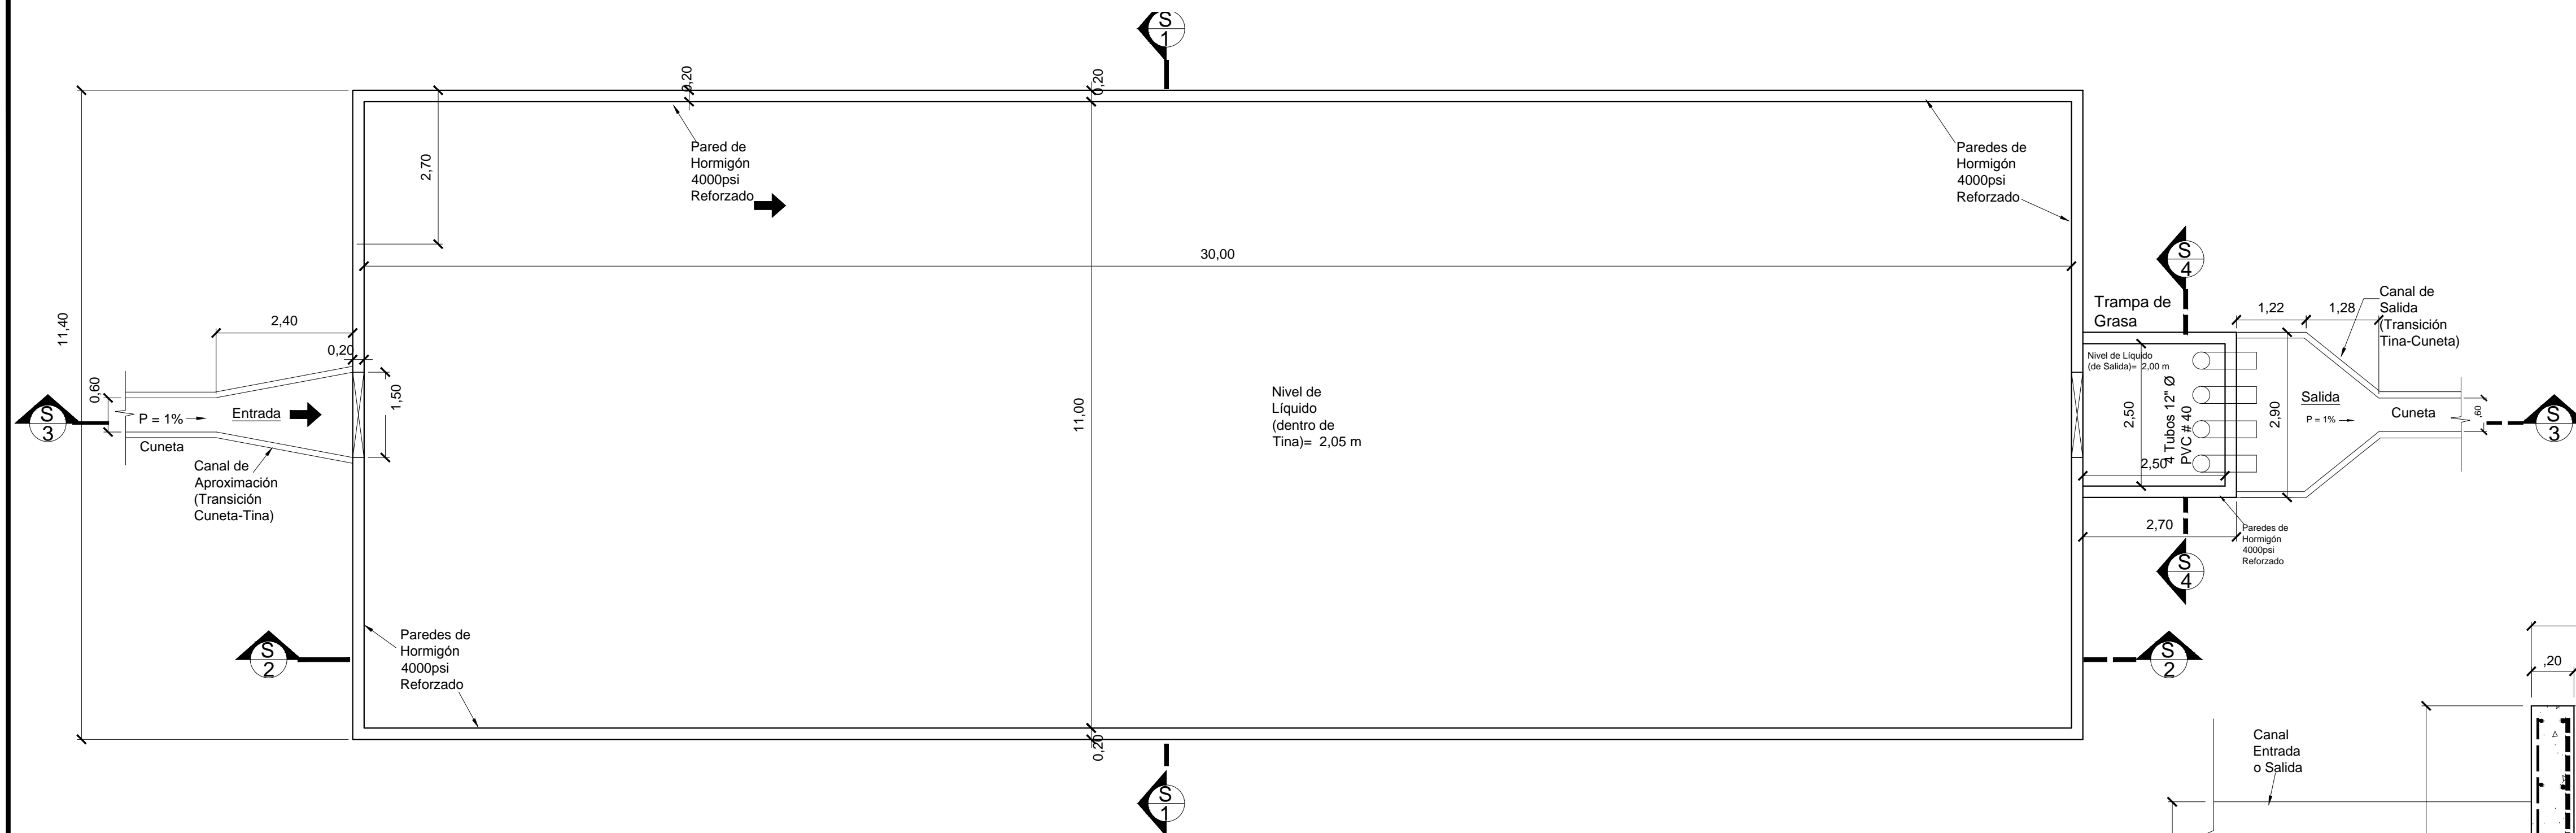 S
1
0,20
0,20
Pared de
Hormigón
4000psi
Reforzado
Paredes de
Hormigón
4000psi
Reforzado
2,70
30,00
11,40
2,40
0,20
0,60
1,50
S
3
P = 1%
Entrada
Cuneta
Canal de
Aproximación
(Transición
Cuneta-Tina)
11,00
Nivel de
Líquido
(dentro de
Tina)= 2,05 m
S
4
Trampa de
Grasa
Nivel de Líquido
(de Salida)= 2,00 m
2,50
4 Tubos 12" Ø
PVC # 40
2,50
2,90
1,22
1,28
Canal de
Salida
(Transición
Tina-Cuneta)
Salida
P = 1%
Cuneta
,60
S
3
2,70
Paredes de
Hormigón
4000psi
Reforzado
S
4
Paredes de
Hormigón
4000psi
Reforzado
S
2
S
2
0,20
S
1
,20
Canal
Entrada
o Salida